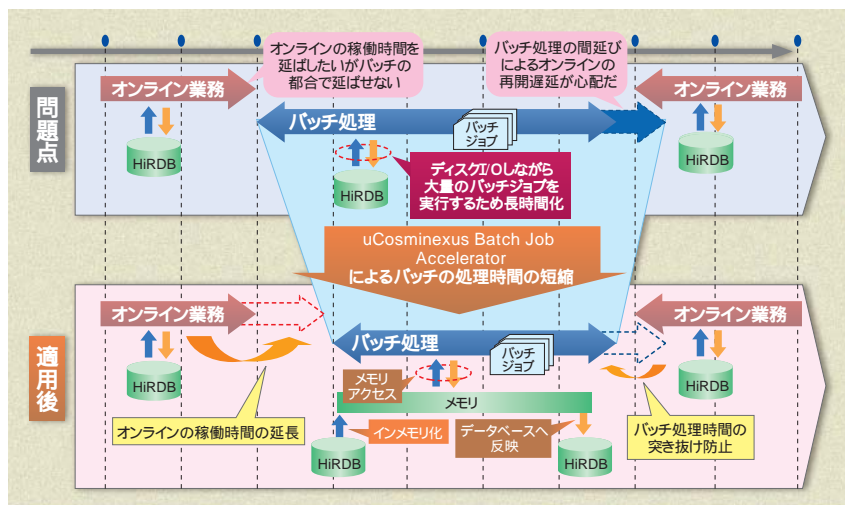 オンラインの稼働時間を
延ばしたいがバッチの
都合で延ばせない
バッチ処理の間延び
によるオンラインの
再開遅延が心配だ
問題点
オンライン業務
HiRDB
バッチ処理
バッチ
ジョブ
オンライン業務
HiRDB
HiRDB
ディスクI/Oしながら
大量のバッチジョブを
実行するため長時間化
uCosminexus Batch Job
Accelerator
によるバッチの処理時間の短縮
適用後
オンライン業務
HiRDB
オンラインの稼働時間の延長
バッチ処理
バッチ
ジョブ
メモリ
アクセス
メモリ
HiRDB
インメモリ化
データベースへ
反映
HiRDB
オンライン業務
HiRDB
バッチ処理時間の
突き抜け防止